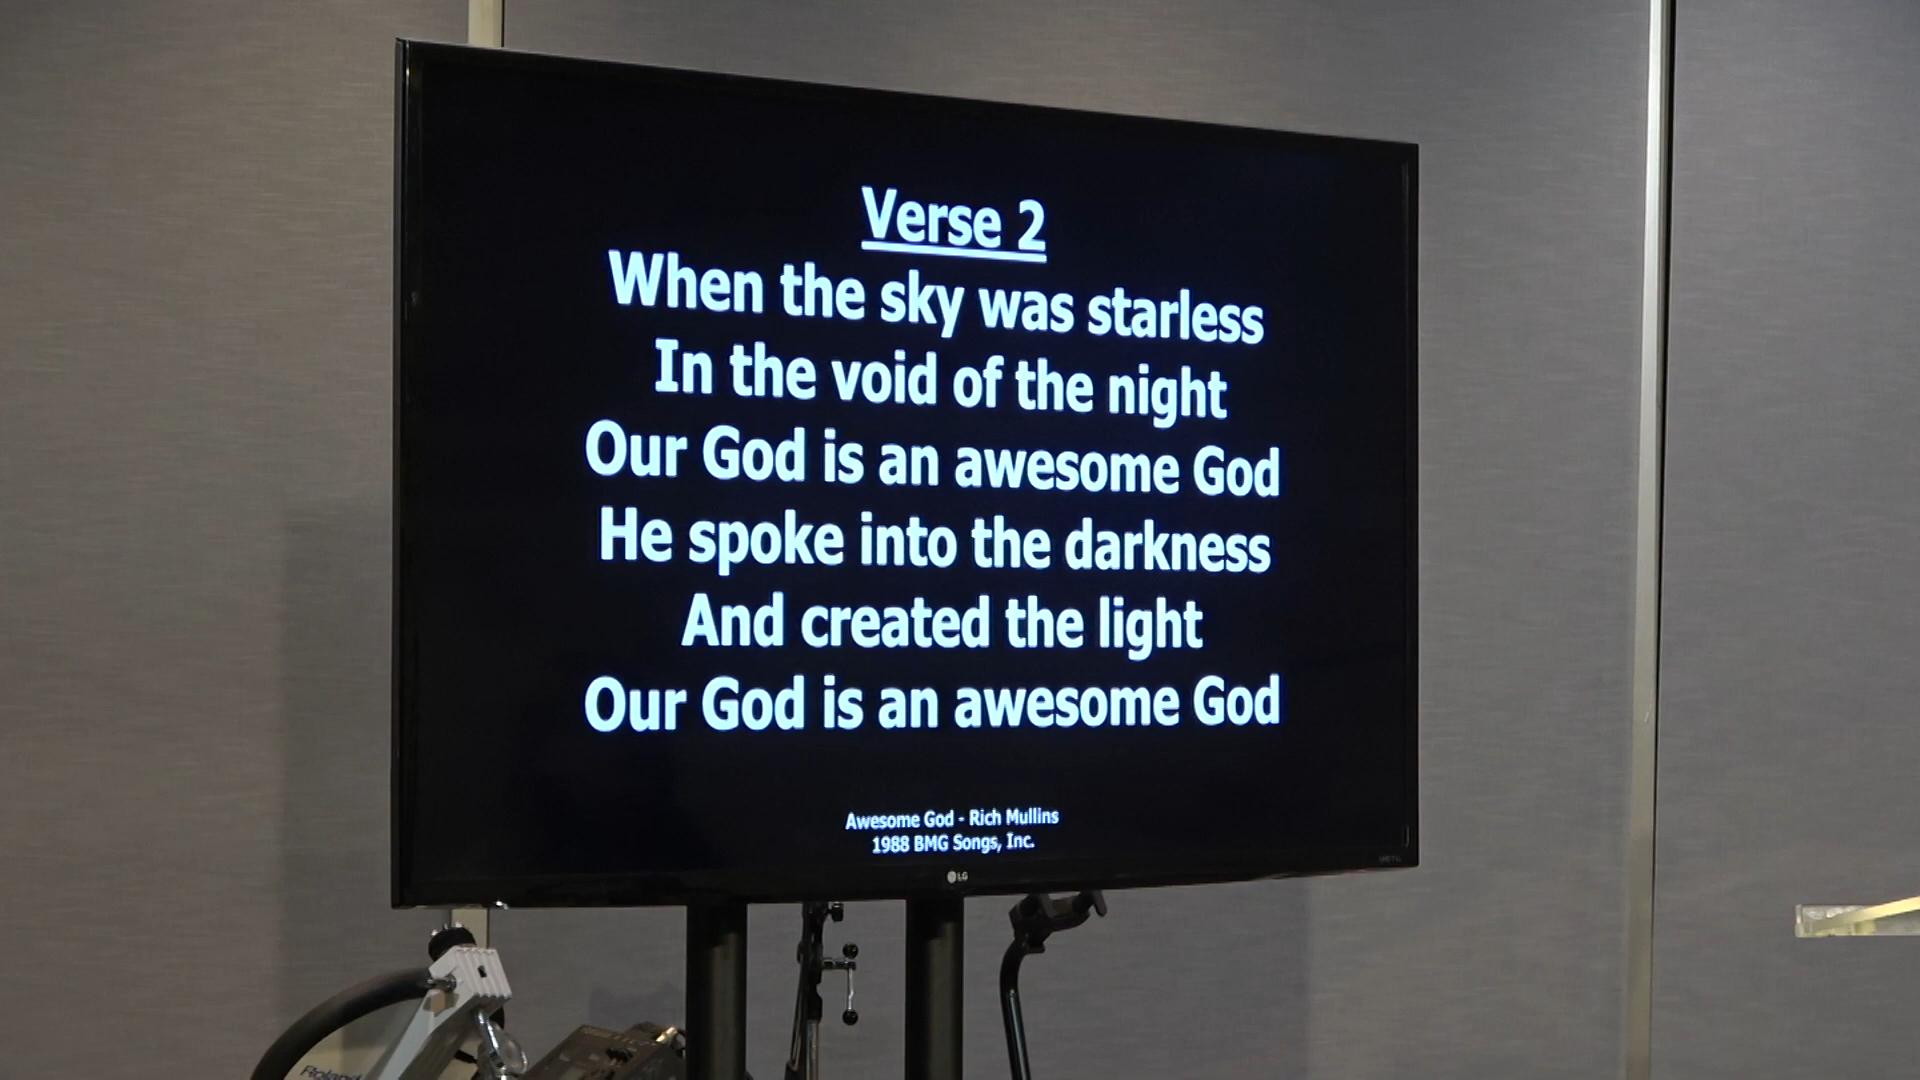 Verse 2
When the sky was starless
In the void of the night
Our God is an awesome God
He spoke into the darkness
And created the light
Our God is an awesome God
Awesome God - Rich Mullins
1988 BMG Songs, Inc.
LG
Roland